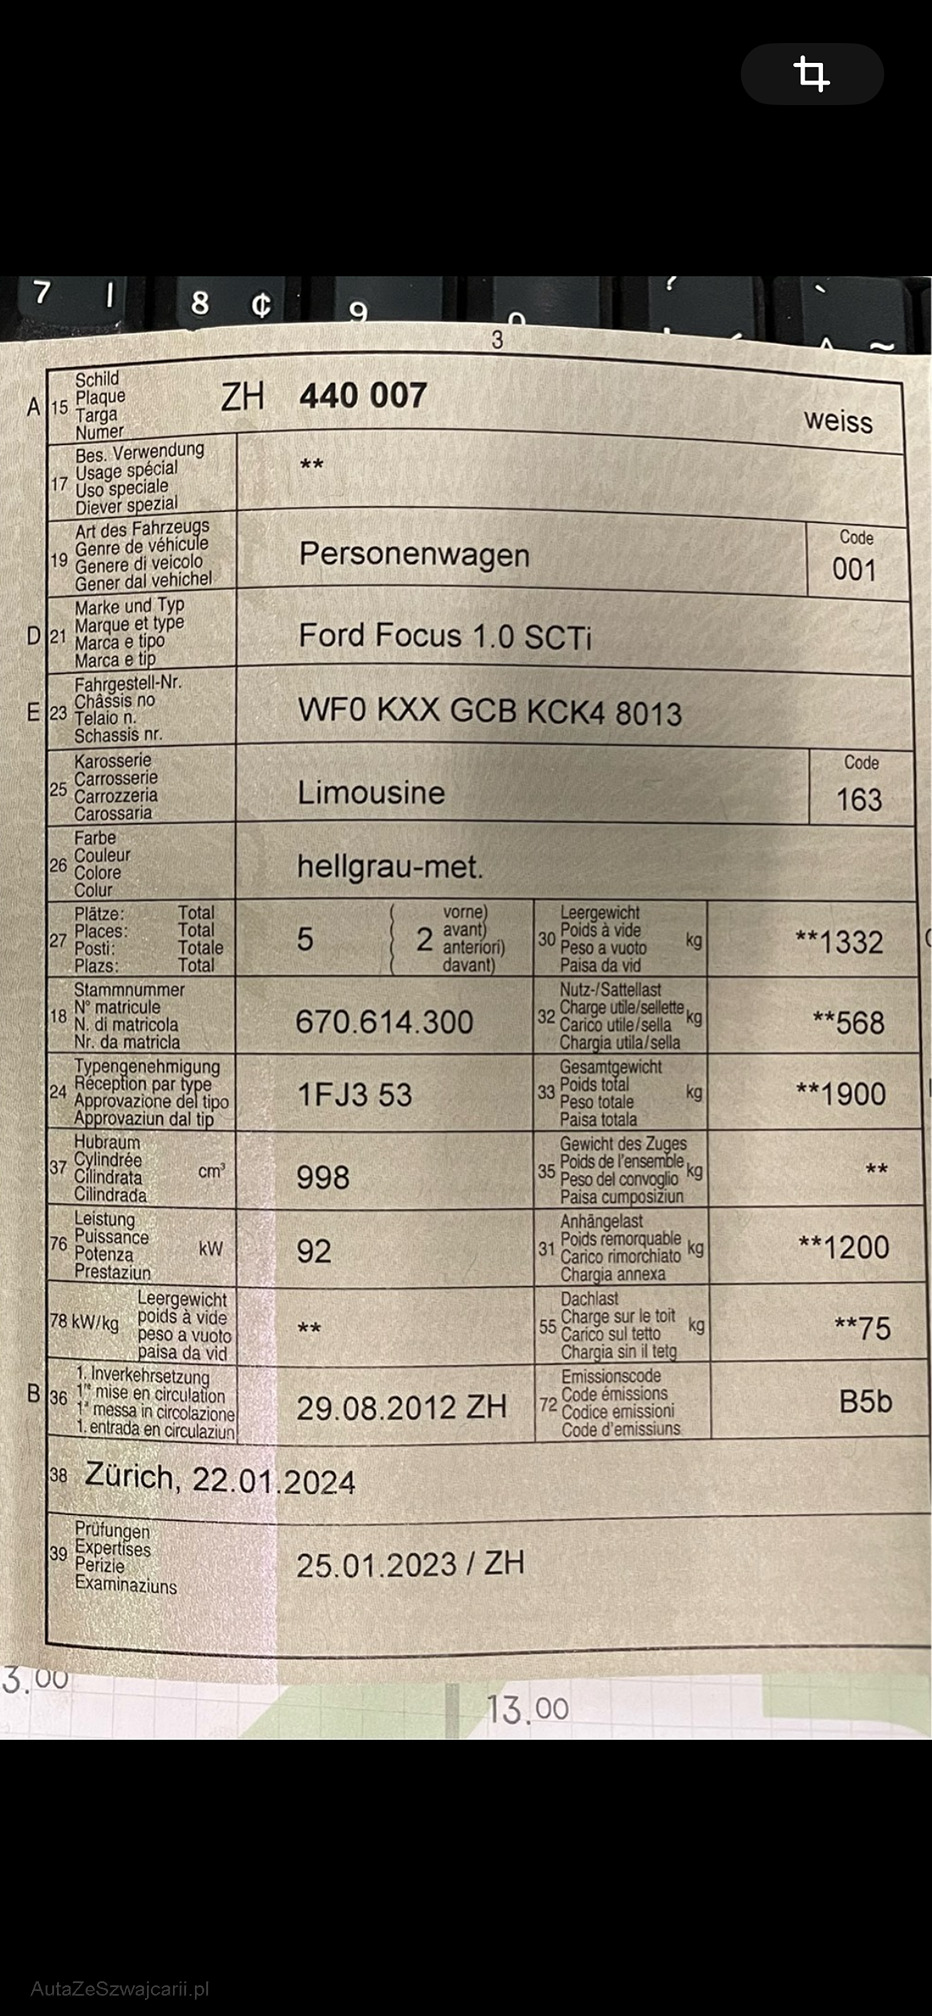 7 | 8 ¢ 9
3
A 15 Schild
Plaque
Targa
Numer
ZH 440 007 weiss
17 Bes. Verwendung
Usage spécial
Uso speciale
Diever spezial
**
19 Art des Fahrzeugs
Genre de véhicule
Genere di veicolo
Gener dal vehichel
Personenwagen
Code
001
D 21 Marke und Typ
Marque et type
Marca e tipo
Marca e tip
Ford Focus 1.0 SCTi
E 23 Fahrgestell-Nr.
Châssis no
Telaio n.
Schassis nr.
WF0 KXX GCB KCK4 8013
25 Karosserie
Carrosserie
Carrozzeria
Carossaria
Limousine
Code
163
26 Farbe
Couleur
Colore
Colur
hellgrau-met.
27 Plätze: Total
Places: Total
Posti: Totale
Plazs: Total
5 ( 2 vorne)
avant)
anteriori)
davant)
30 Leergewicht
Poids à vide
Peso a vuoto
Paisa da vid
kg
**1332
18 Stammnummer
N° matricule
N. di matricola
Nr. da matricla
670.614.300
32 Nutz-/Sattellast
Charge utile/sellette
Carico utile/sella
Chargia utila/sella
kg
**568
24 Typengenehmigung
Réception par type
Approvazione del tipo
Approvaziun dal tip
1FJ3 53
33 Gesamtgewicht
Poids total
Peso totale
Paisa totala
kg
**1900
37 Hubraum
Cylindrée
Cilindrata
Cilindrada
cm³
998
35 Gewicht des Zuges
Poids de l'ensemble
Peso del convoglio
Paisa cumposiziun
kg
**
76 Leistung
Puissance
Potenza
Prestaziun
kW
92
31 Anhängelast
Poids remorquable
Carico rimorchiato
Chargia annexa
kg
**1200
78 kW/kg Leergewicht
poids à vide
peso a vuoto
paisa da vid
**
55 Dachlast
Charge sur le toit
Carico sul tetto
Chargia sin il tetg
kg
**75
B 36 1. Inverkehrsetzung
1re mise en circulation
1a messa in circolazione
1. entrada en circulaziun
29.08.2012 ZH
72 Emissionscode
Code émissions
Codice emissioni
Code d'emissiuns
B5b
38 Zürich, 22.01.2024
39 Prüfungen
Expertises
Perizie
Examinaziuns
25.01.2023 / ZH
3.00
13.00
AutaZeSzwajcarii.pl